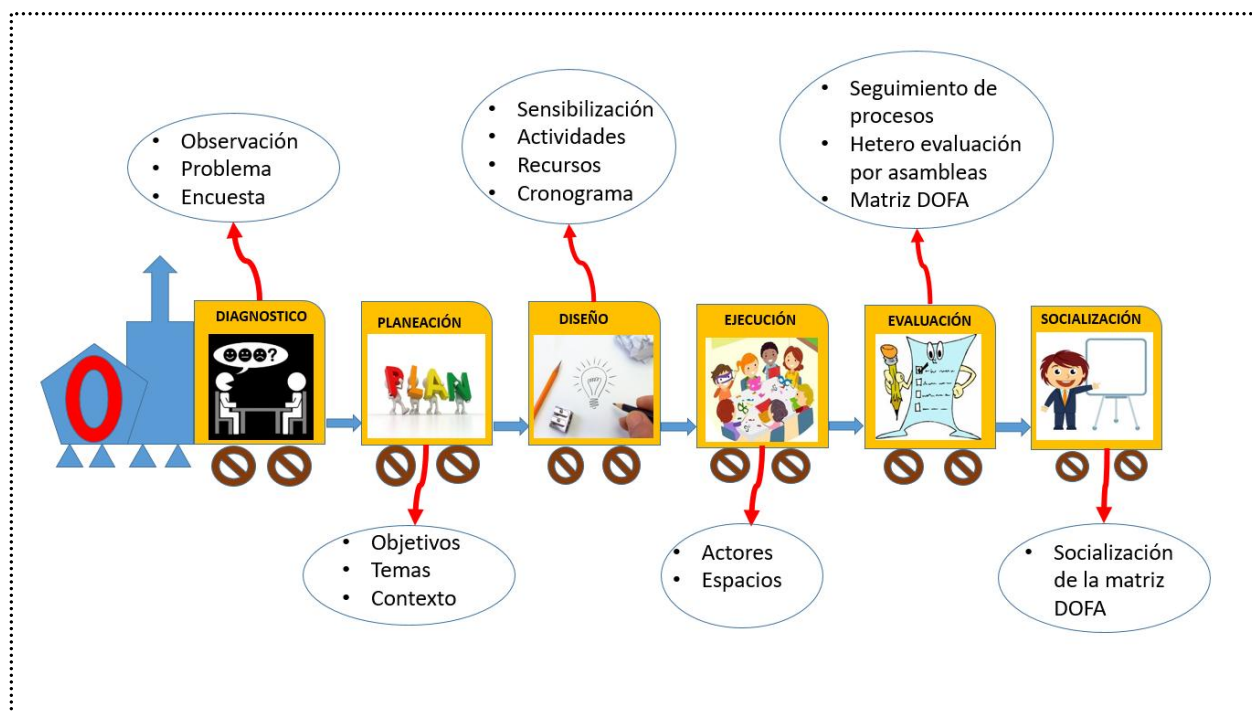 • Observación
• Problema
• Encuesta
• Sensibilización
• Actividades
• Recursos
• Cronograma
• Seguimiento de
procesos
• Hetero evaluación
por asambleas
• Matriz DOFA
DIAGNOSTICO
PLANEACIÓN
DISEÑO
EJECUCIÓN
EVALUACIÓN
SOCIALIZACIÓN
?
PLAN
• Objetivos
• Temas
• Contexto
• Actores
• Espacios
• Socialización
de la matriz
DOFA